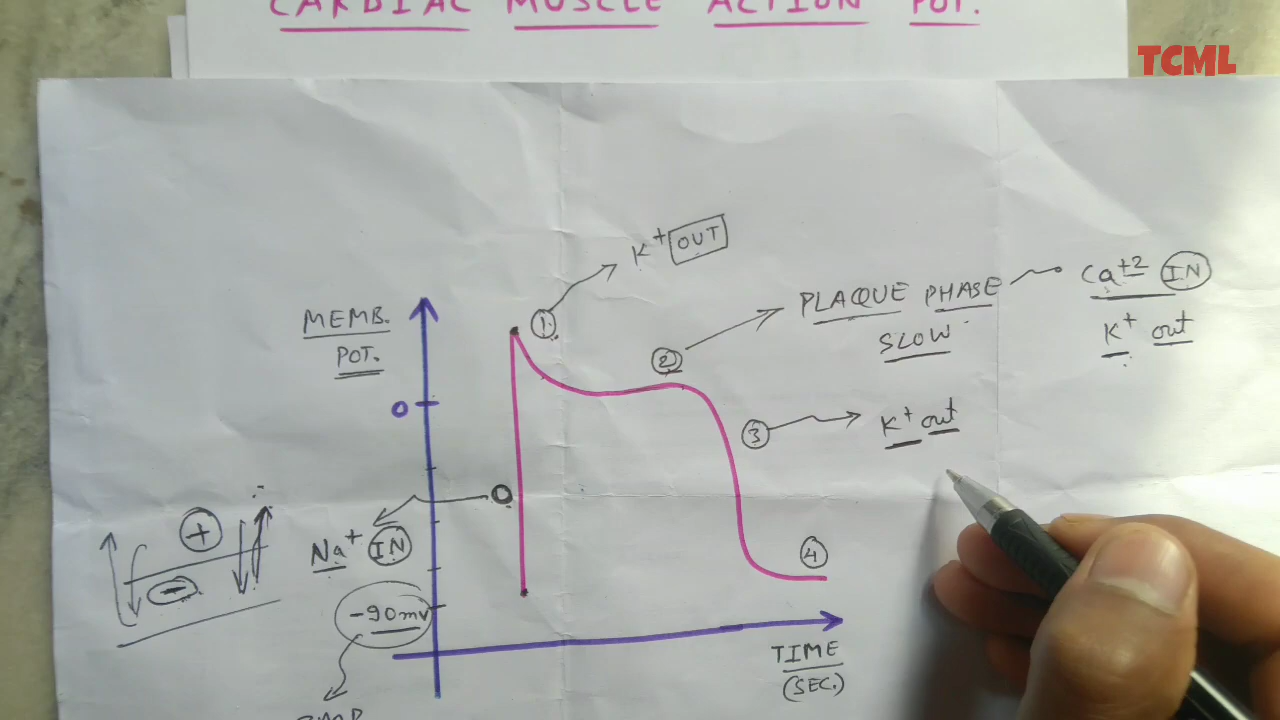 CARDIAC MUSCLE ACTION POT.
TCML
K+ OUT
1
MEMB.
POT.
PLAQUE PHASE
SLOW
Ca+2 IN
K+ out
2
0
3
K+ out
0
+
-
Na+ IN
4
-90mv
TIME
(SEC.)